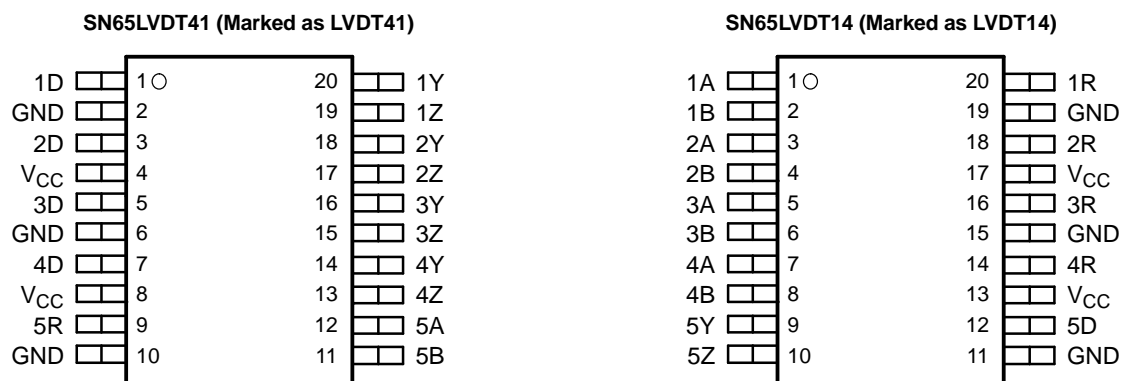 SN65LVDT41 (Marked as LVDT41)
1D 1 20 1Y
GND 2 19 1Z
2D 3 18 2Y
VCC 4 17 2Z
3D 5 16 3Y
GND 6 15 3Z
4D 7 14 4Y
VCC 8 13 4Z
5R 9 12 5A
GND 10 11 5B
SN65LVDT14 (Marked as LVDT14)
1A 1 20 1R
1B 2 19 GND
2A 3 18 2R
2B 4 17 VCC
3A 5 16 3R
3B 6 15 GND
4A 7 14 4R
4B 8 13 VCC
5Y 9 12 5D
5Z 10 11 GND